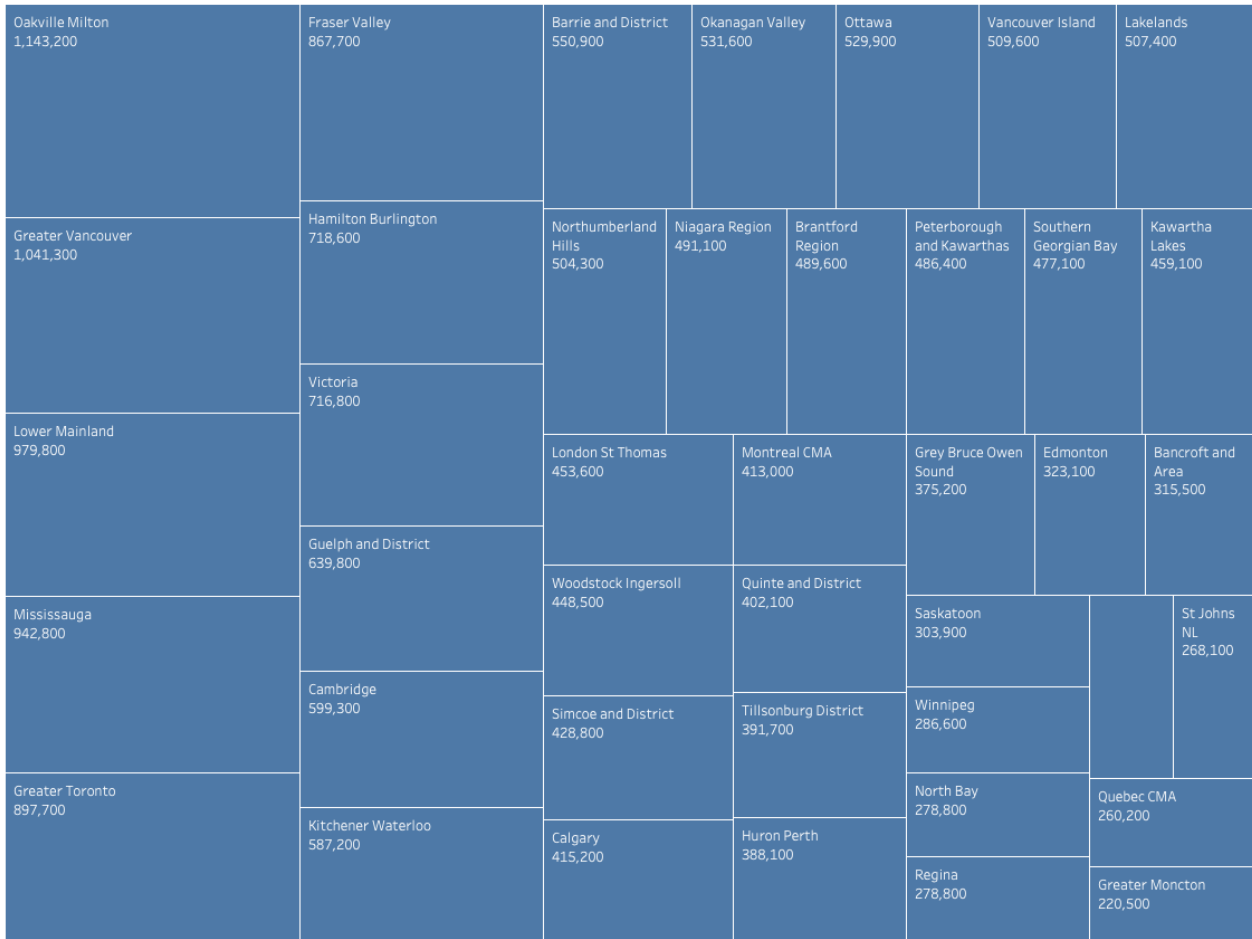 Oakville Milton
1,143,200
Greater Vancouver
1,041,300
Lower Mainland
979,800
Mississauga
942,800
Greater Toronto
897,700
Fraser Valley
867,700
Hamilton Burlington
718,600
Victoria
716,800
Guelph and District
639,800
Cambridge
599,300
Kitchener Waterloo
587,200
Barrie and District
550,900
Okanagan Valley
531,600
Ottawa
529,900
Vancouver Island
509,600
Lakelands
507,400
Northumberland
Hills
504,300
Niagara Region
491,100
Brantford
Region
489,600
Peterborough
and Kawarthas
486,400
Southern
Georgian Bay
477,100
Kawartha
Lakes
459,100
London St Thomas
453,600
Woodstock Ingersoll
448,500
Simcoe and District
428,800
Calgary
415,200
Montreal CMA
413,000
Quinte and District
402,100
Tillsonburg District
391,700
Huron Perth
388,100
Grey Bruce Owen
Sound
375,200
Edmonton
323,100
Bancroft and
Area
315,500
Saskatoon
303,900
Winnipeg
286,600
North Bay
278,800
Regina
278,800
St Johns
NL
268,100
Quebec CMA
260,200
Greater Moncton
220,500